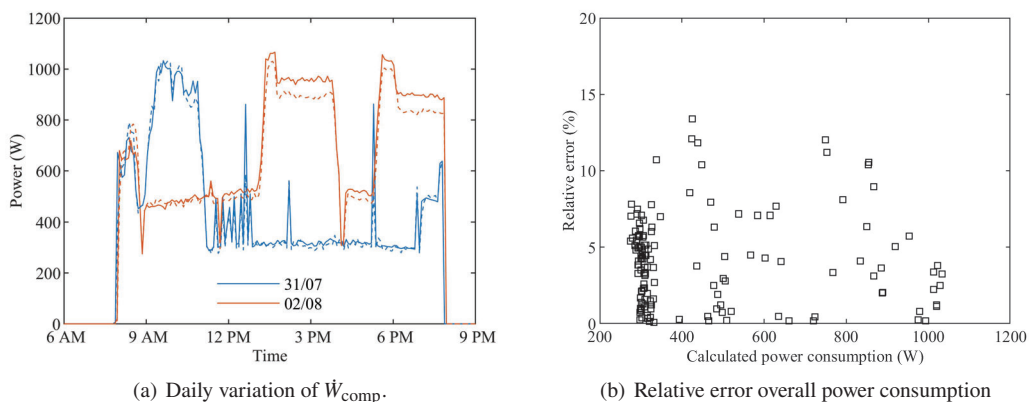 1200
1000
800
600
400
200
0
Power (W)
31/07
02/08
6 AM 9 AM 12 PM 3 PM 6 PM 9 PM
Time
(a) Daily variation of Ẇcomp.
20
15
10
5
0
Relative error (%)
200 400 600 800 1000 1200
Calculated power consumption (W)
(b) Relative error overall power consumption